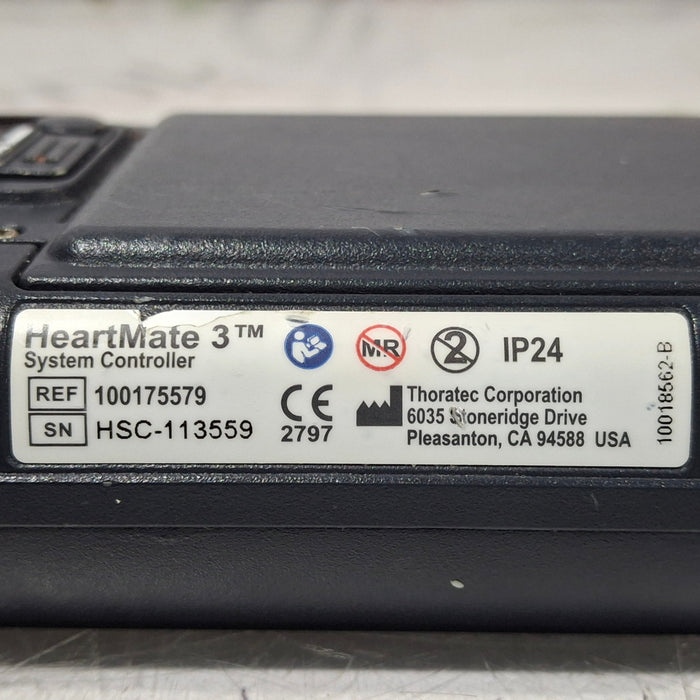 HeartMate 3™
System Controller
REF 100175579
SN HSC-113559
CE
2797
MR
2
IP24
Thoratec Corporation
6035 Stoneridge Drive
Pleasanton, CA 94588 USA
10018562-B